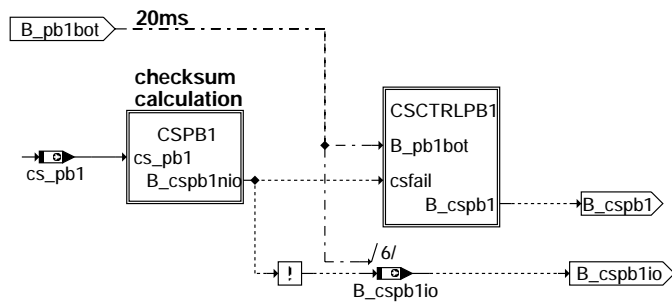 B_pb1bot
20ms
checksum
calculation
CSPB1
cs_pb1
B_cspb1nio
cs_pb1
CSCTRLPB1
B_pb1bot
csfail
B_cspb1
B_cspb1
/6/
!
B_cspb1io
B_cspb1io